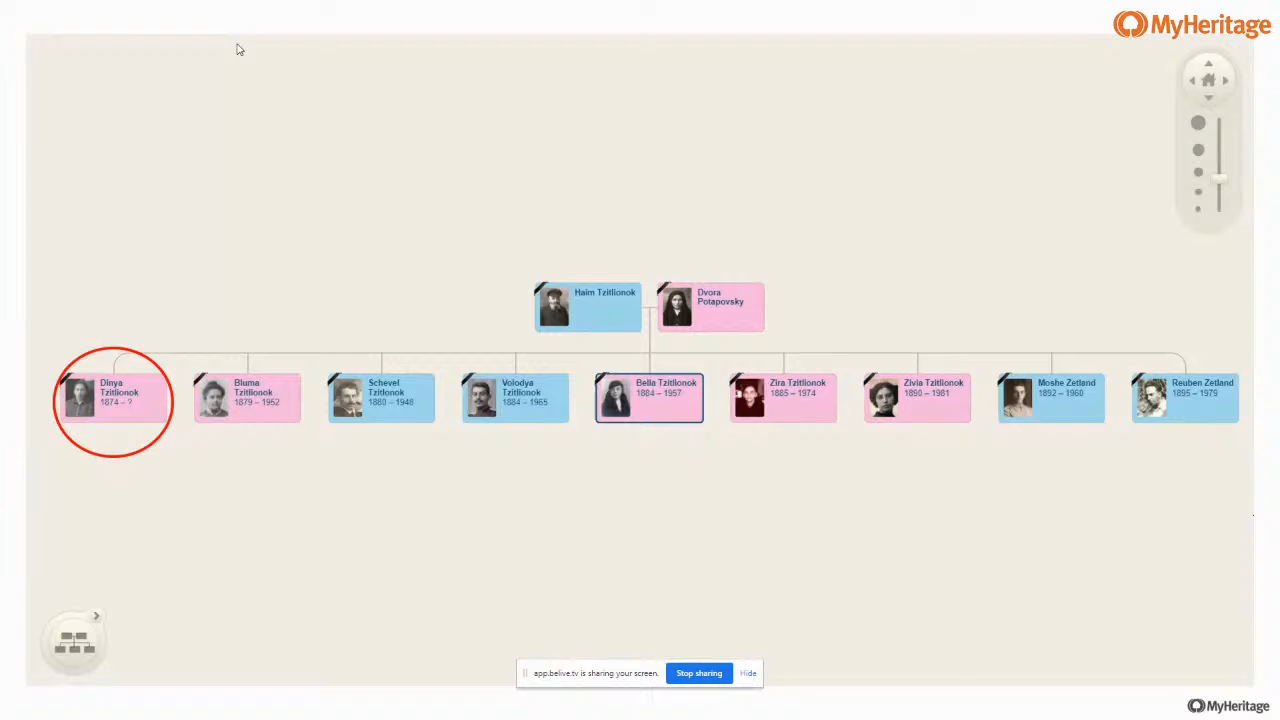 MyHeritage
Haim Tzitlionok
Dvora
Potapovsky
Dinya
Tzitlionok
1874 – ?
Bluma
Tzitlionok
1879 – 1952
Schevel
Tzitlionok
1880 – 1948
Volodya
Tzitlionok
1884 – 1965
Bella Tzitlionok
1884 – 1957
Zira Tzitlionok
1885 – 1974
Zivia Tzitlionok
1890 – 1981
Moshe Zetland
1892 – 1960
Reuben Zetland
1895 – 1979
app.belive.tv is sharing your screen.
Stop sharing
Hide
MyHeritage